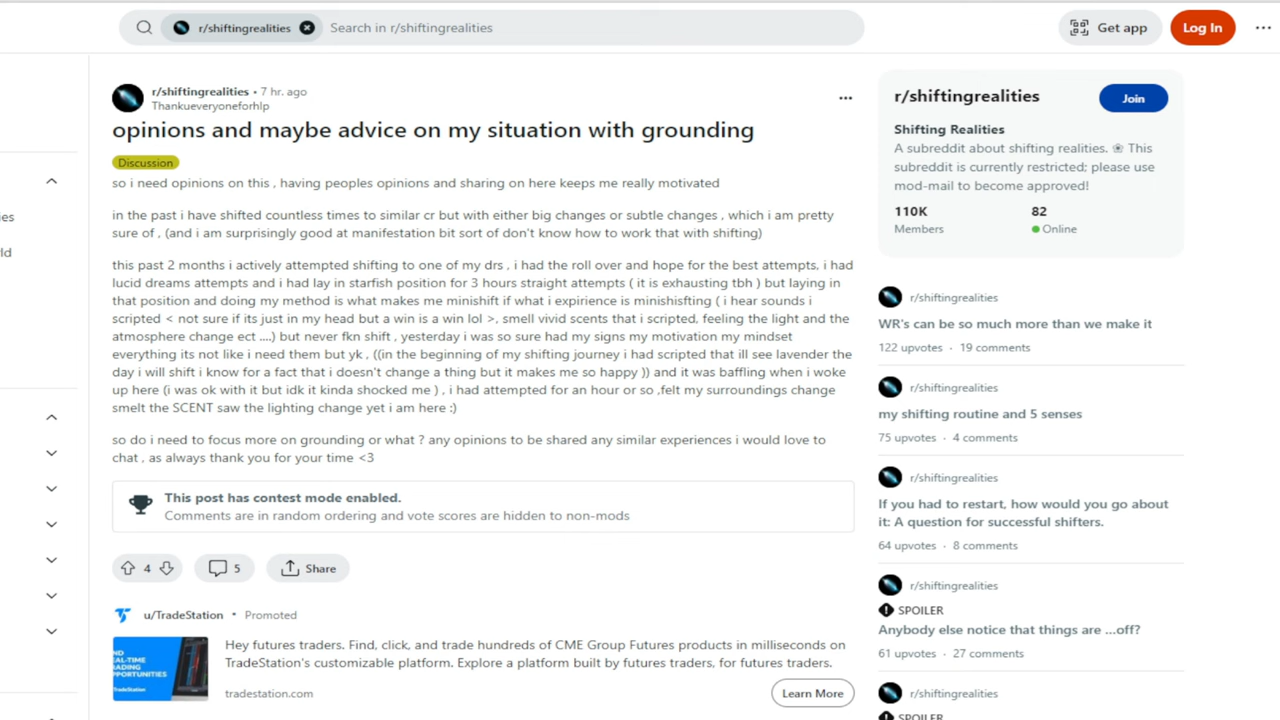 r/shiftingrealities
Search in r/shiftingrealities
Get app
Log In
ies
ld
r/shiftingrealities • 7 hr. ago
Thankueveryoneforhlp
opinions and maybe advice on my situation with grounding
Discussion
so i need opinions on this , having peoples opinions and sharing on here keeps me really motivated
in the past i have shifted countless times to similar cr but with either big changes or subtle changes , which i am pretty
sure of , (and i am surprisingly good at manifestation bit sort of don't know how to work that with shifting)
this past 2 months i actively attempted shifting to one of my drs , i had the roll over and hope for the best attempts, i had
lucid dreams attempts and i had lay in starfish position for 3 hours straight attempts ( it is exhausting tbh ) but laying in
that position and doing my method is what makes me minishift if what i expirience is minishisfting ( i hear sounds i
scripted < not sure if its just in my head but a win is a win lol >, smell vivid scents that i scripted, feeling the light and the
atmosphere change ect ....) but never fkn shift , yesterday i was so sure had my signs my motivation my mindset
everything its not like i need them but yk , ((in the beginning of my shifting journey i had scripted that ill see lavender the
day i will shift i know for a fact that i doesn't change a thing but it makes me so happy )) and it was baffling when i woke
up here (i was ok with it but idk it kinda shocked me ) , i had attempted for an hour or so ,felt my surroundings change
smelt the SCENT saw the lighting change yet i am here :)
so do i need to focus more on grounding or what ? any opinions to be shared any similar experiences i would love to
chat , as always thank you for your time <3
This post has contest mode enabled.
Comments are in random ordering and vote scores are hidden to non-mods
4
5
Share
u/TradeStation • Promoted
Hey futures traders. Find, click, and trade hundreds of CME Group Futures products in milliseconds on
TradeStation's customizable platform. Explore a platform built by futures traders, for futures traders.
ND
EAL-TIME
RADING
PPORTUNITIES
TradeStation
tradestation.com
Learn More
r/shiftingrealities
Join
Shifting Realities
A subreddit about shifting realities. ❀ This
subreddit is currently restricted; please use
mod-mail to become approved!
110K
82
Members
Online
r/shiftingrealities
WR's can be so much more than we make it
122 upvotes · 19 comments
r/shiftingrealities
my shifting routine and 5 senses
75 upvotes · 4 comments
r/shiftingrealities
If you had to restart, how would you go about
it: A question for successful shifters.
64 upvotes · 8 comments
r/shiftingrealities
SPOILER
Anybody else notice that things are ...off?
61 upvotes · 27 comments
r/shiftingrealities
SPOILER